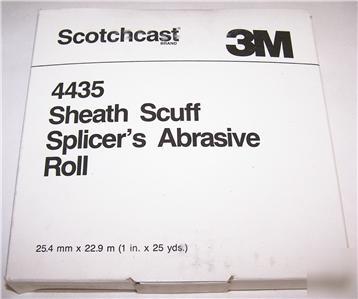 Scotchcast
BRAND
3M
4435
Sheath Scuff
Splicer's Abrasive
Roll
25.4 mm x 22.9 m (1 in. x 25 yds.)